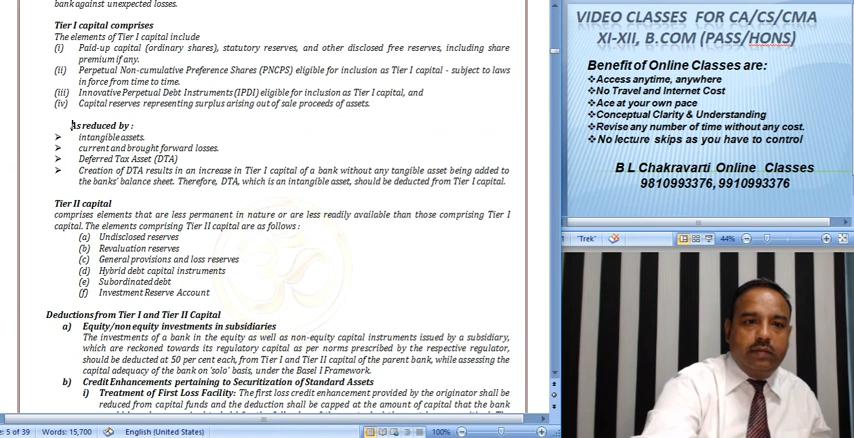 bank against unexpected losses.
Tier I capital comprises
The elements of Tier I capital include
(i) Paid-up capital (ordinary shares), statutory reserves, and other disclosed free reserves, including share
premium if any.
(ii) Perpetual Non-cumulative Preference Shares (PNCPS) eligible for inclusion as Tier I capital - subject to laws
in force from time to time.
(iii) Innovative Perpetual Debt Instruments (IPDI) eligible for inclusion as Tier I capital, and
(iv) Capital reserves representing surplus arising out of sale proceeds of assets.
As reduced by :
➢ intangible assets.
➢ current and brought forward losses.
➢ Deferred Tax Asset (DTA)
➢ Creation of DTA results in an increase in Tier I capital of a bank without any tangible asset being added to
the banks' balance sheet. Therefore, DTA, which is an intangible asset, should be deducted from Tier I capital.
Tier II capital
comprises elements that are less permanent in nature or are less readily available than those comprising Tier I
capital. The elements comprising Tier II capital are as follows :
(a) Undisclosed reserves
(b) Revaluation reserves
(c) General provisions and loss reserves
(d) Hybrid debt capital instruments
(e) Subordinated debt
(f) Investment Reserve Account
Deductions from Tier I and Tier II Capital
a) Equity/non equity investments in subsidiaries
The investments of a bank in the equity as well as non-equity capital instruments issued by a subsidiary,
which are reckoned towards its regulatory capital as per norms prescribed by the respective regulator,
should be deducted at 50 per cent each, from Tier I and Tier II capital of the parent bank, while assessing the
capital adequacy of the bank on 'solo' basis, under the Basel I Framework.
b) Credit Enhancements pertaining to Securitization of Standard Assets
i) Treatment of First Loss Facility: The first loss credit enhancement provided by the originator shall be
reduced from capital funds and the deduction shall be capped at the amount of capital that the bank
e: 5 of 39 Words: 15,700 English (United States) 100%
VIDEO CLASSES FOR CA/CS/CMA
XI-XII, B.COM (PASS/HONS)
Benefit of Online Classes are:
❖Access anytime, anywhere
❖No Travel and Internet Cost
❖Ace at your own pace
❖Conceptual Clarity & Understanding
❖Revise any number of time without any cost.
❖No lecture skips as you have to control
B L Chakravarti Online Classes
9810993376, 9910993376
1 "Trek" 44%